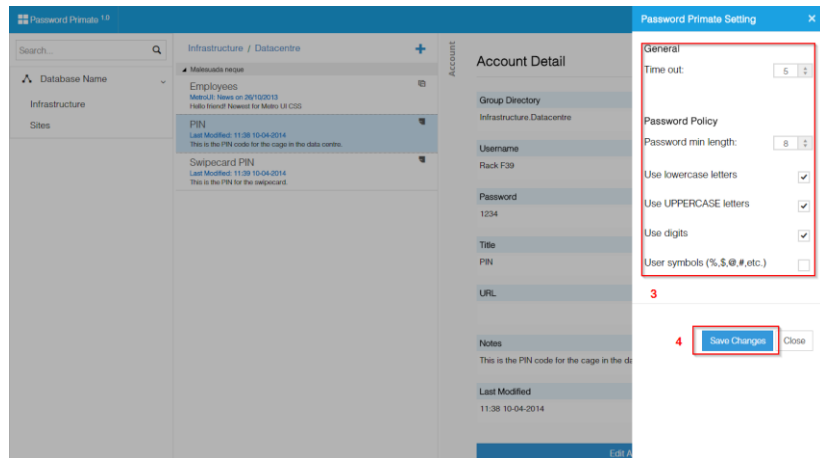 Password Primate 1.0
Search...
Database Name
Infrastructure
Sites
Infrastructure / Datacentre
Malesuada neque
Employees
MetroUI: News on 26/10/2013
Hello friend! Newest for Metro UI CSS
PIN
Last Modified: 11:38 10-04-2014
This is the PIN code for the cage in the data centre.
Swipecard PIN
Last Modified: 11:39 10-04-2014
This is the PIN for the swipecard.
Account
Account Detail
Group Directory
Infrastructure.Datacentre
Username
Rack F39
Password
1234
Title
PIN
URL
Notes
This is the PIN code for the cage in the da
Last Modified
11:38 10-04-2014
Edit A
Password Primate Setting
General
Time out: 5
Password Policy
Password min length: 8
Use lowercase letters
Use UPPERCASE letters
Use digits
User symbols (%,$,@,#,etc.)
3
4
Save Changes
Close